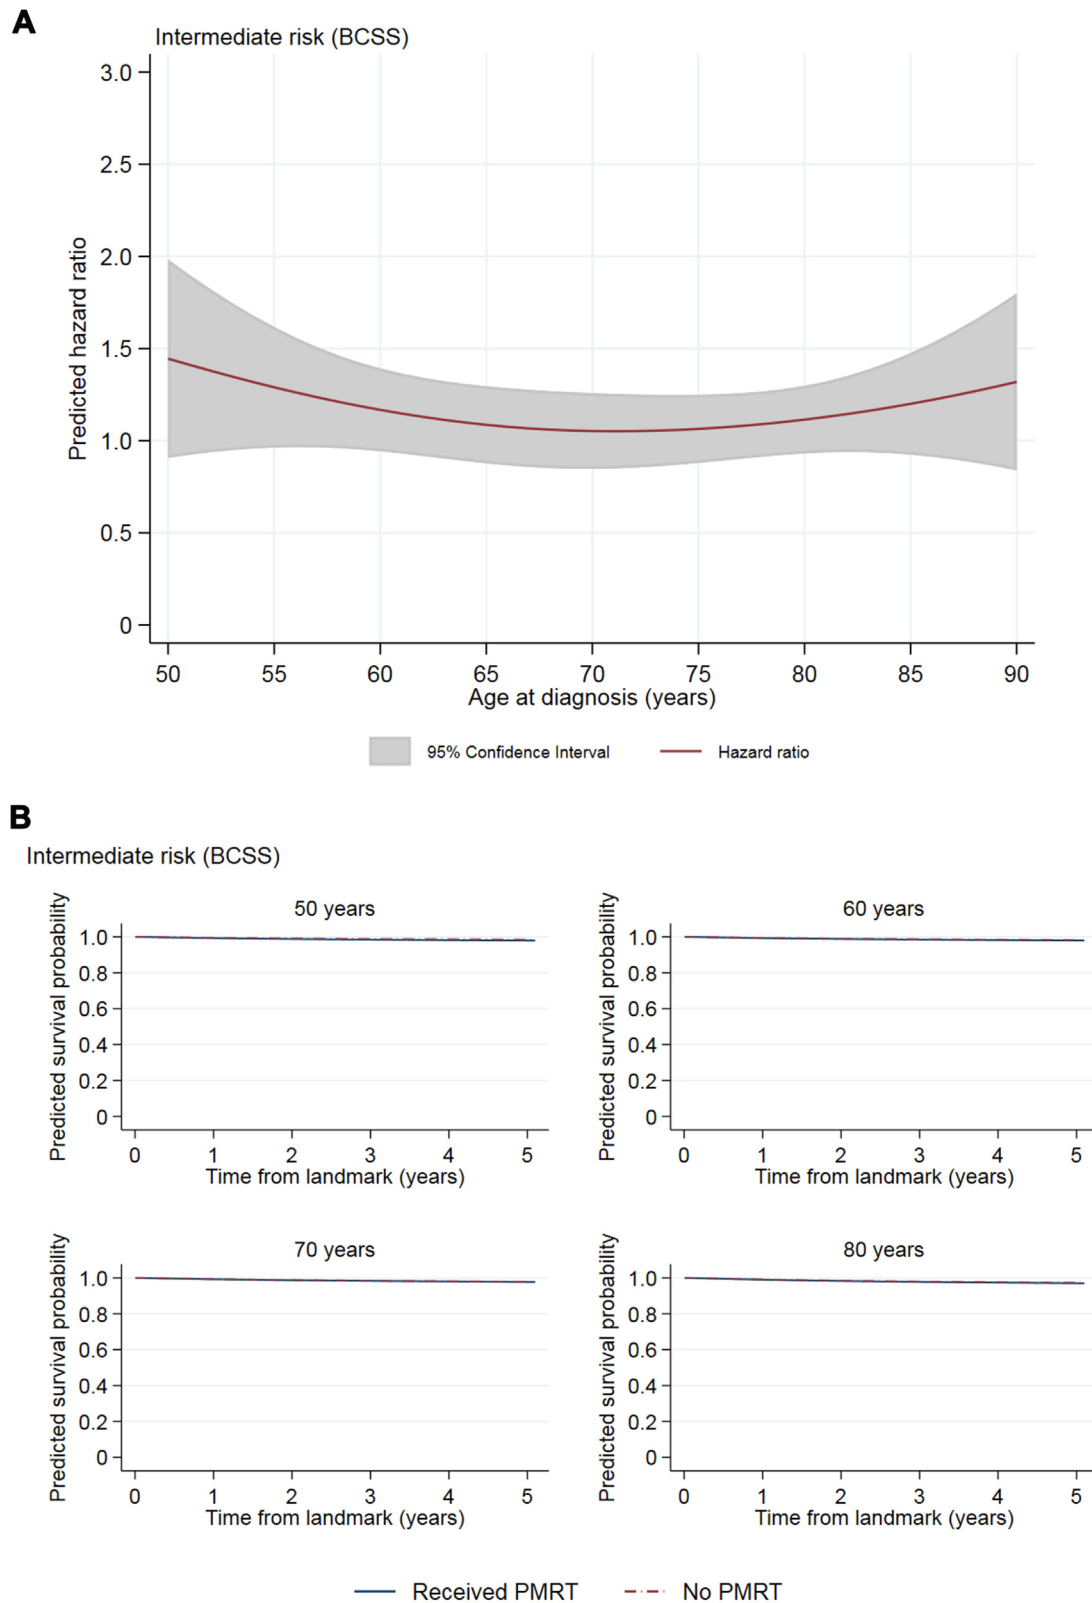 A
Intermediate risk (BCSS)
Predicted hazard ratio
3.0
2.5
2.0
1.5
1.0
0.5
0
50 55 60 65 70 75 80 85 90
Age at diagnosis (years)
95% Confidence Interval Hazard ratio
B
Intermediate risk (BCSS)
50 years
Predicted survival probability
1.0
0.8
0.6
0.4
0.2
0
0 1 2 3 4 5
Time from landmark (years)
60 years
Predicted survival probability
1.0
0.8
0.6
0.4
0.2
0
0 1 2 3 4 5
Time from landmark (years)
70 years
Predicted survival probability
1.0
0.8
0.6
0.4
0.2
0
0 1 2 3 4 5
Time from landmark (years)
80 years
Predicted survival probability
1.0
0.8
0.6
0.4
0.2
0
0 1 2 3 4 5
Time from landmark (years)
Received PMRT No PMRT